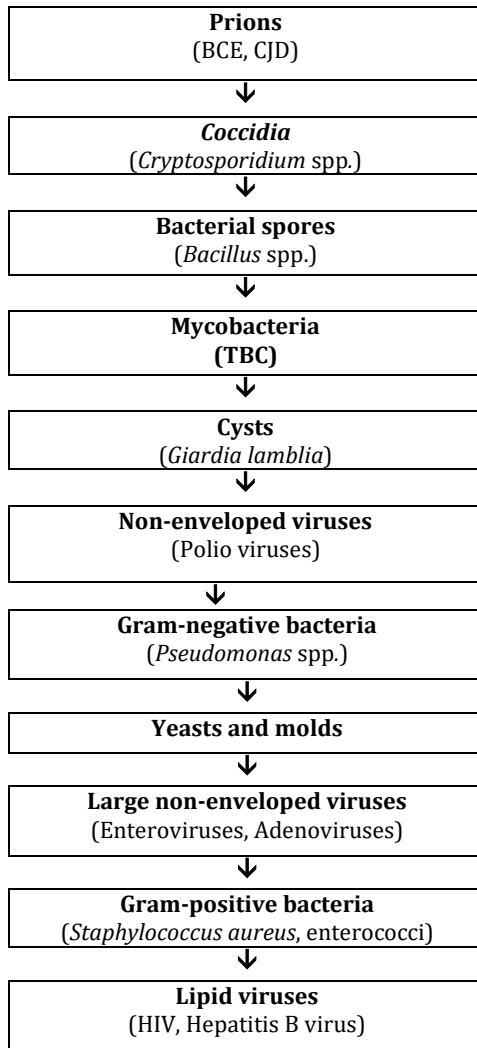 Prions
(BCE, CJD)
Coccidia
(Cryptosporidium spp.)
Bacterial spores
(Bacillus spp.)
Mycobacteria
(TBC)
Cysts
(Giardia lamblia)
Non-enveloped viruses
(Polio viruses)
Gram-negative bacteria
(Pseudomonas spp.)
Yeasts and molds
Large non-enveloped viruses
(Enteroviruses, Adenoviruses)
Gram-positive bacteria
(Staphylococcus aureus, enterococci)
Lipid viruses
(HIV, Hepatitis B virus)